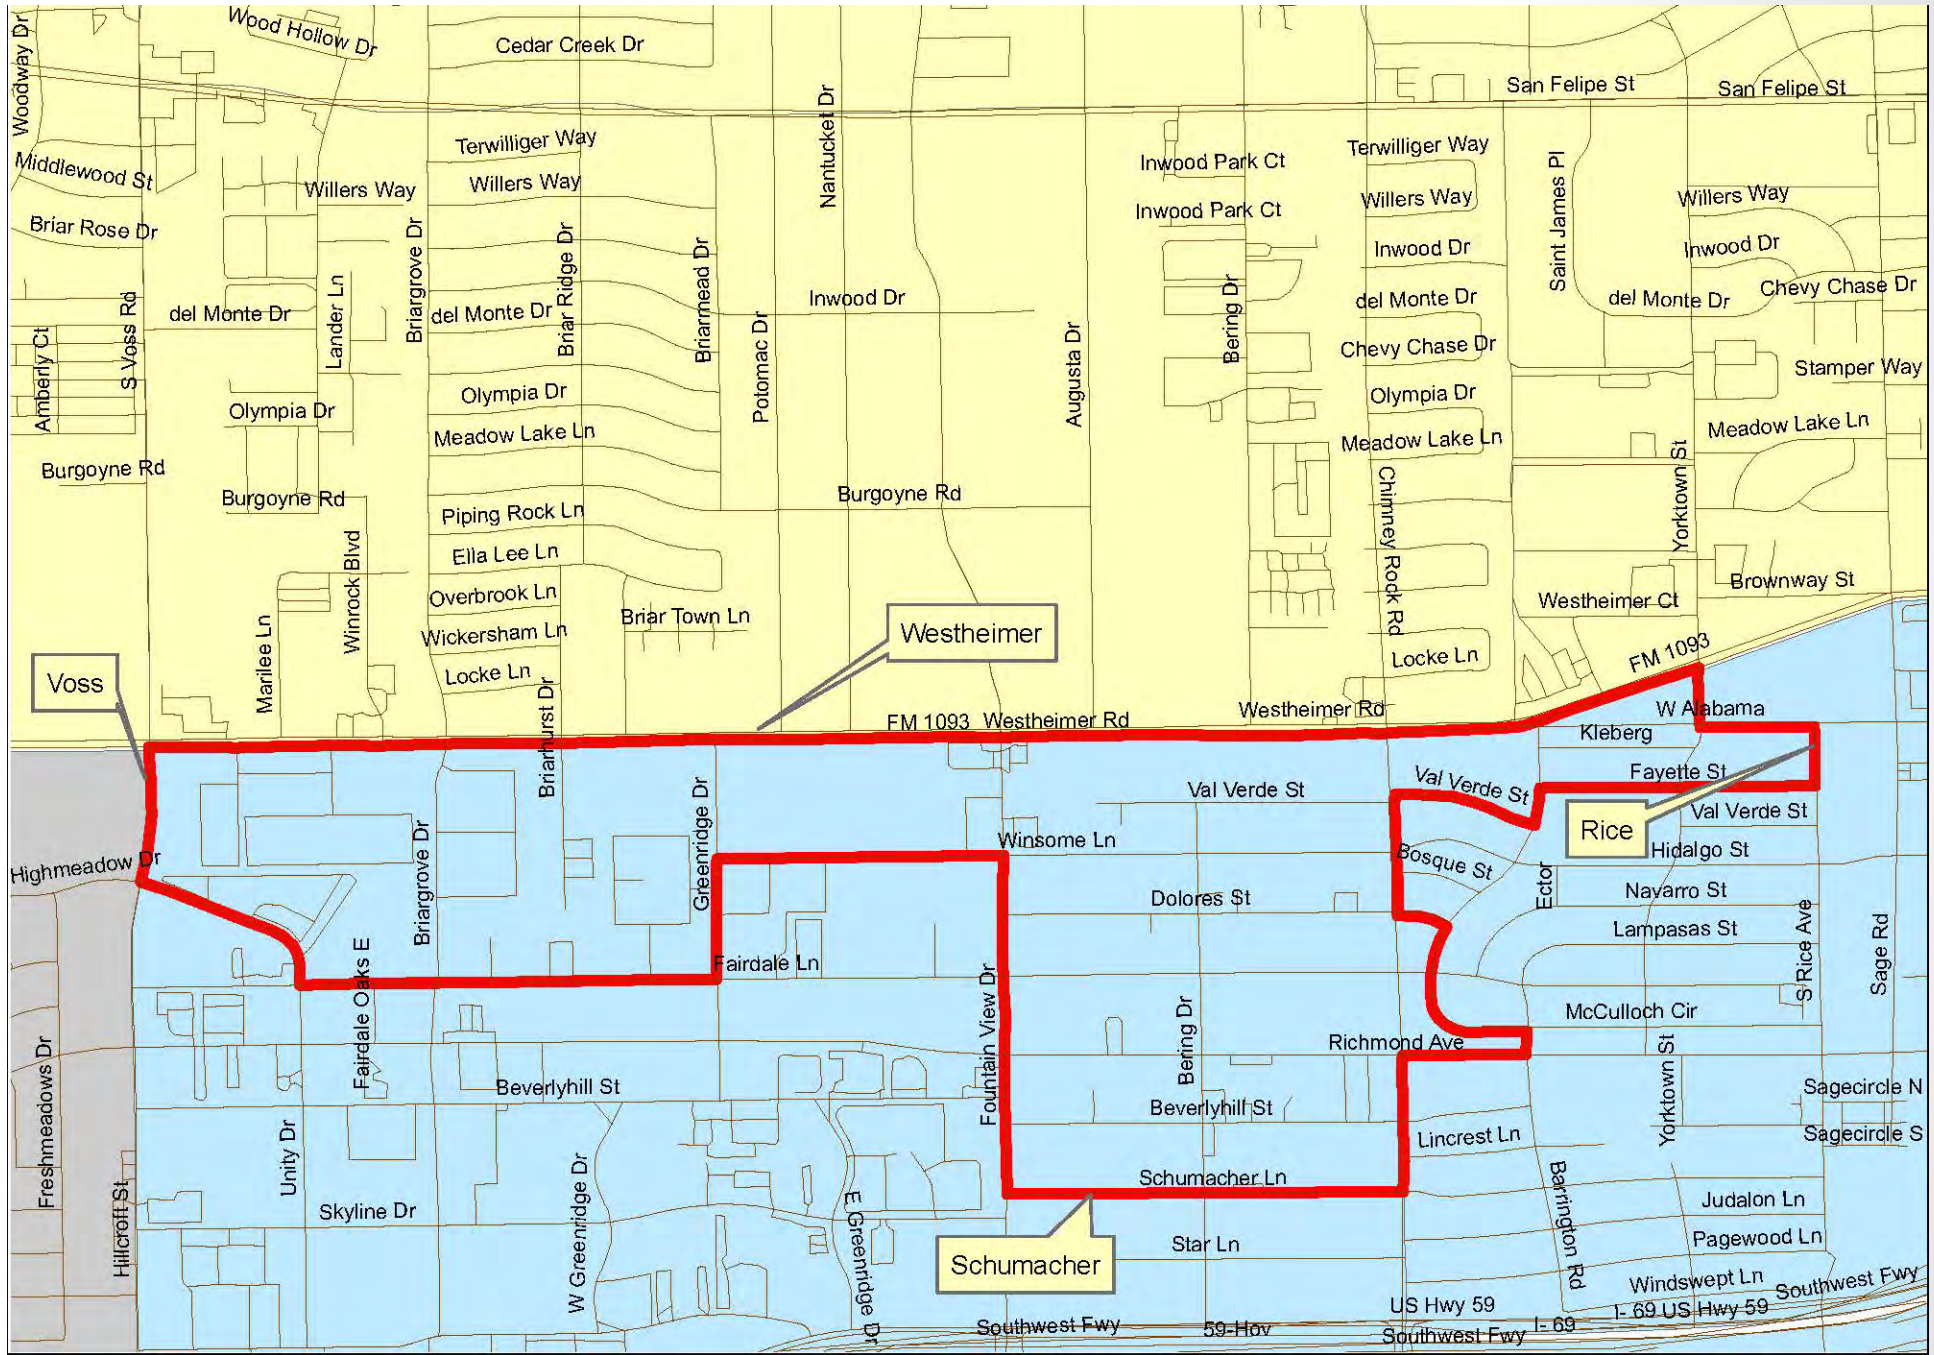 Woodway Dr
Wood Hollow Dr
Cedar Creek Dr
San Felipe St
San Felipe St
Nantucket Dr
Terwilliger Way
Terwilliger Way
Middlewood St
Willers Way
Willers Way
Inwood Park Ct
Willers Way
Saint James Pl
Willers Way
Briar Rose Dr
Inwood Park Ct
Briargrove Dr
Briar Ridge Dr
Briarmead Dr
Inwood Dr
Inwood Dr
Amberly Ct
S Voss Rd
del Monte Dr
Lander Ln
del Monte Dr
Inwood Dr
Potomac Dr
Augusta Dr
Bering Dr
del Monte Dr
del Monte Dr
Chevy Chase Dr
Chevy Chase Dr
Stamper Way
Olympia Dr
Olympia Dr
Olympia Dr
Meadow Lake Ln
Meadow Lake Ln
Meadow Lake Ln
Burgoyne Rd
Burgoyne Rd
Burgoyne Rd
Chimney Rock Rd
Yorktown St
Piping Rock Ln
Ella Lee Ln
Winrock Blvd
Overbrook Ln
Briar Town Ln
Westheimer Ct
Brownway St
Marilee Ln
Wickersham Ln
Westheimer
Locke Ln
Locke Ln
FM 1093
Voss
Briarhurst Dr
FM 1093 Westheimer Rd
Westheimer Rd
W Alabama
Kleberg
Fayette St
Greenridge Dr
Val Verde St
Val Verde St
Val Verde St
Rice
Highmeadow Dr
Briargrove Dr
Winsome Ln
Bosque St
Hidalgo St
Dolores St
Ector
Navarro St
Lampasas St
S Rice Ave
Sage Rd
Fairdale Oaks E
Fairdale Ln
Fountain View Dr
Bering Dr
McCulloch Cir
Richmond Ave
Freshmeadows Dr
Beverlyhill St
Beverlyhill St
Yorktown St
Sagecircle N
Sagecircle S
Unity Dr
Lincrest Ln
Hillcroft St
Skyline Dr
W Greenridge Dr
E Greenridge Dr
Schumacher Ln
Barrington Rd
Judalon Ln
Schumacher
Star Ln
Pagewood Ln
Windswept Ln
Southwest Fwy
US Hwy 59
I- 69 US Hwy 59
Southwest Fwy
59-Hov
Southwest Fwy
I- 69